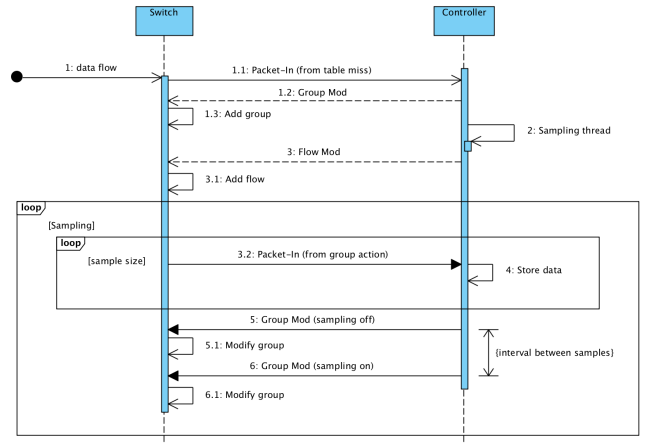 Switch
Controller
1: data flow
1.1: Packet-In (from table miss)
1.2: Group Mod
1.3: Add group
2: Sampling thread
3: Flow Mod
3.1: Add flow
loop
[Sampling]
loop
[sample size]
3.2: Packet-In (from group action)
4: Store data
5: Group Mod (sampling off)
5.1: Modify group
{interval between samples}
6: Group Mod (sampling on)
6.1: Modify group